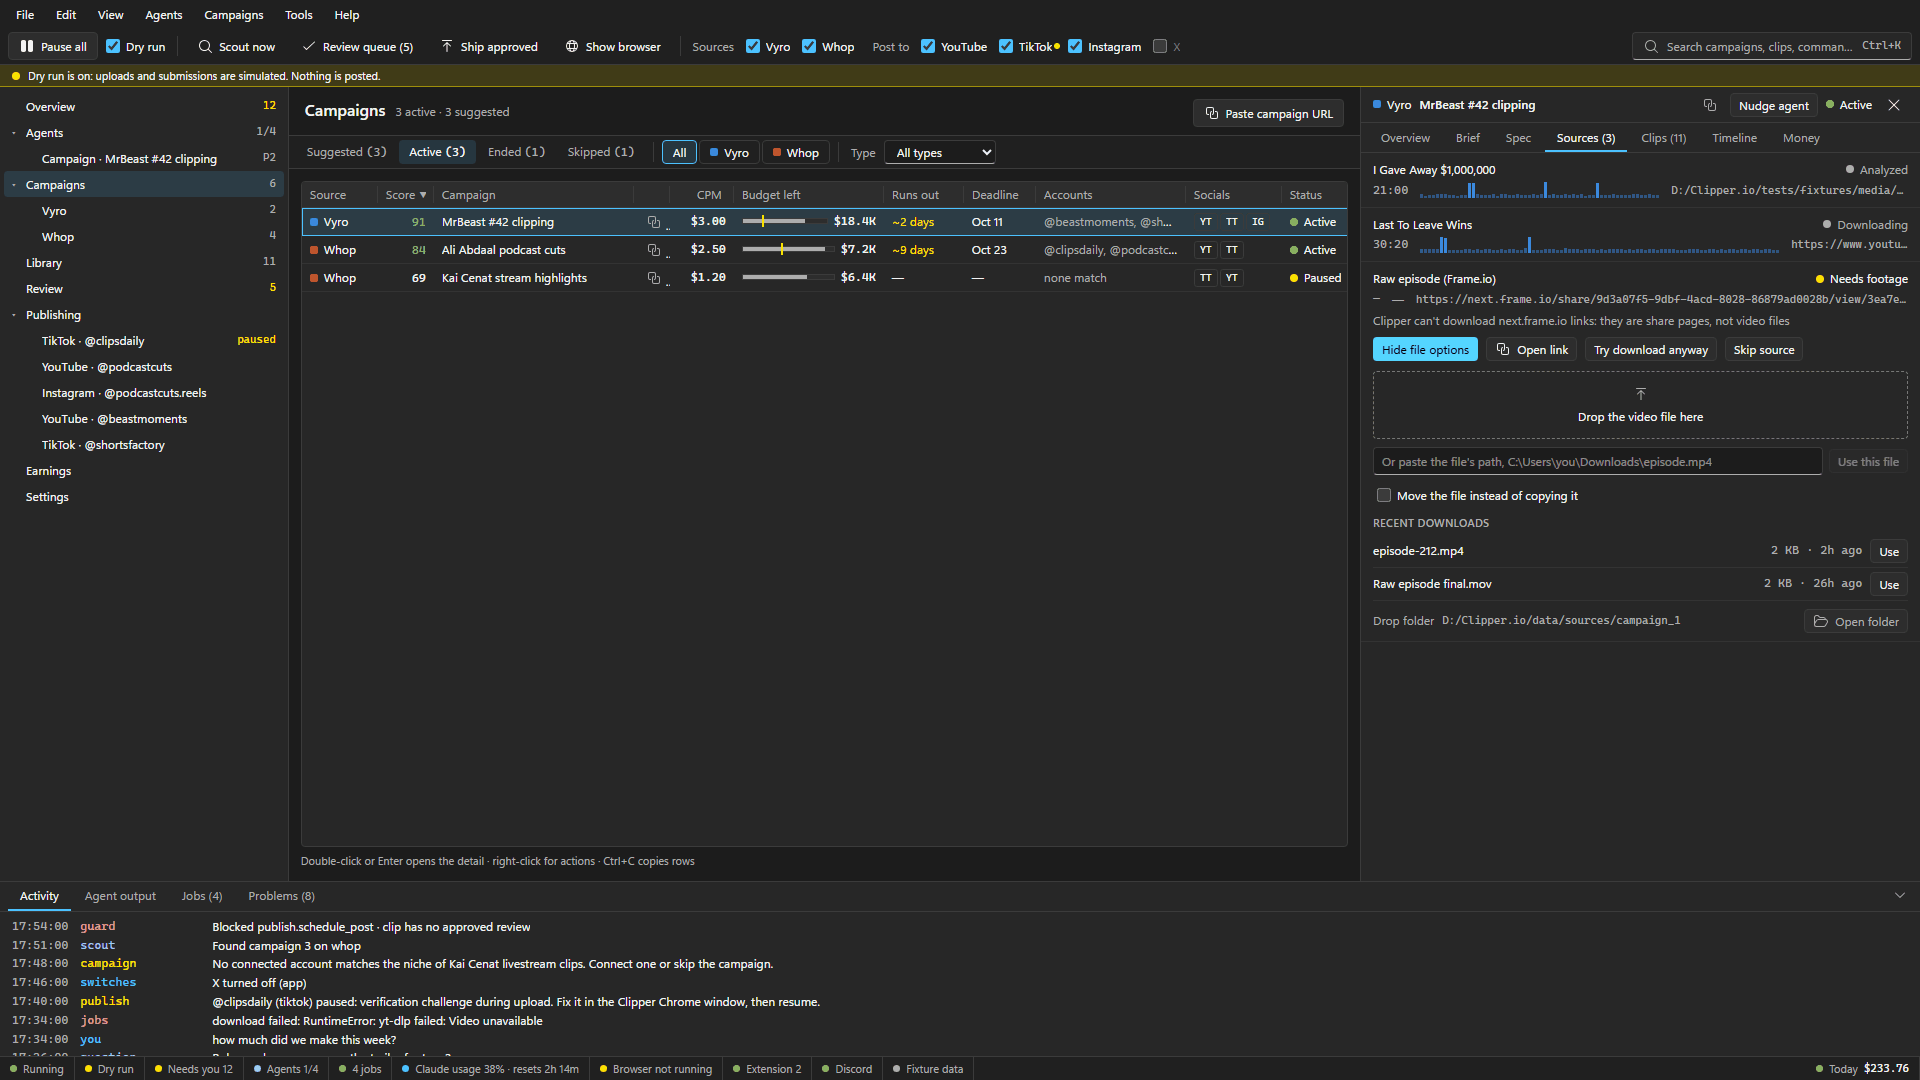 File Edit View Agents Campaigns Tools Help
Pause all Dry run Scout now Review queue (5) Ship approved Show browser Sources Vyro Whop Post to YouTube TikTok Instagram X Search campaigns, clips, comman... Ctrl+K
Dry run is on: uploads and submissions are simulated. Nothing is posted.
Overview 12
Agents 1/4
Campaign · MrBeast #42 clipping P2
Campaigns 6
Vyro 2
Whop 4
Library 11
Review 5
Publishing
TikTok · @clipsdaily paused
YouTube · @podcastcuts
Instagram · @podcastcuts.reels
YouTube · @beastmoments
TikTok · @shortsfactory
Earnings
Settings
Campaigns 3 active · 3 suggested Paste campaign URL
Suggested (3) Active (3) Ended (1) Skipped (1) All Vyro Whop Type All types
Source Score ▼ Campaign CPM Budget left Runs out Deadline Accounts Socials Status
Vyro 91 MrBeast #42 clipping $3.00 $18.4K ~2 days Oct 11 @beastmoments, @sh... YT TT IG Active
Whop 84 Ali Abdaal podcast cuts $2.50 $7.2K ~9 days Oct 23 @clipsdaily, @podcastc... YT TT Active
Whop 69 Kai Cenat stream highlights $1.20 $6.4K — — none match TT YT Paused
Double-click or Enter opens the detail · right-click for actions · Ctrl+C copies rows
Vyro MrBeast #42 clipping Nudge agent Active
Overview Brief Spec Sources (3) Clips (11) Timeline Money
I Gave Away $1,000,000 Analyzed
21:00 D:/Clipper.io/tests/fixtures/media/...
Last To Leave Wins Downloading
30:20 https://www.youtu...
Raw episode (Frame.io) Needs footage
— — https://next.frame.io/share/9d3a07f5-9dbf-4acd-8028-86879ad0028b/view/3ea7e...
Clipper can't download next.frame.io links: they are share pages, not video files
Hide file options Open link Try download anyway Skip source
Drop the video file here
Or paste the file's path, C:\Users\you\Downloads\episode.mp4 Use this file
Move the file instead of copying it
RECENT DOWNLOADS
episode-212.mp4 2 KB · 2h ago Use
Raw episode final.mov 2 KB · 26h ago Use
Drop folder D:/Clipper.io/data/sources/campaign_1 Open folder
Activity Agent output Jobs (4) Problems (8)
17:54:00 guard Blocked publish.schedule_post · clip has no approved review
17:51:00 scout Found campaign 3 on whop
17:48:00 campaign No connected account matches the niche of Kai Cenat livestream clips. Connect one or skip the campaign.
17:46:00 switches X turned off (app)
17:40:00 publish @clipsdaily (tiktok) paused: verification challenge during upload. Fix it in the Clipper Chrome window, then resume.
17:34:00 jobs download failed: RuntimeError: yt-dlp failed: Video unavailable
17:34:00 you how much did we make this week?
Running Dry run Needs you 12 Agents 1/4 4 jobs Claude usage 38% · resets 2h 14m Browser not running Extension 2 Discord Fixture data Today $233.76